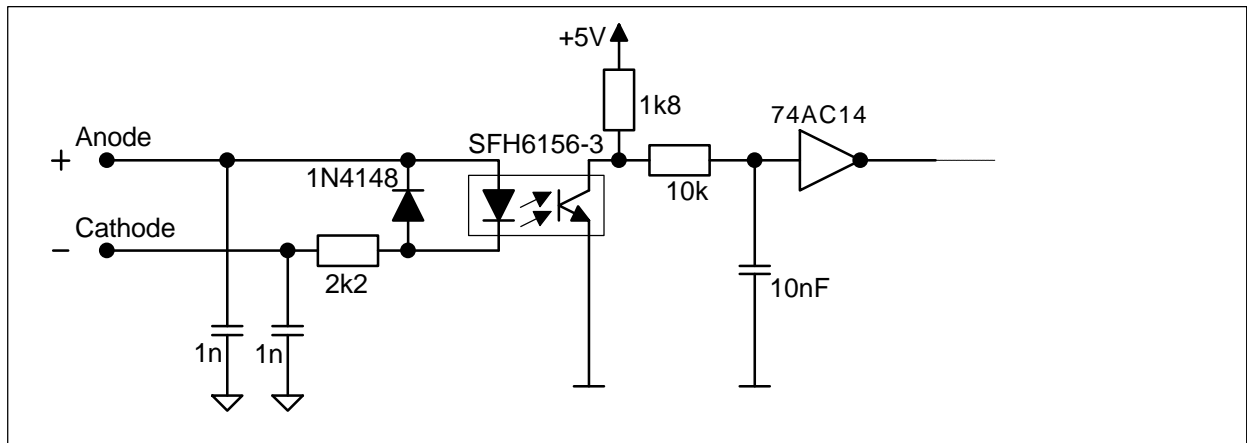 +5V
1k8
74AC14
Anode
SFH6156-3
+
1N4148
10k
Cathode
−
2k2
10nF
1n
1n